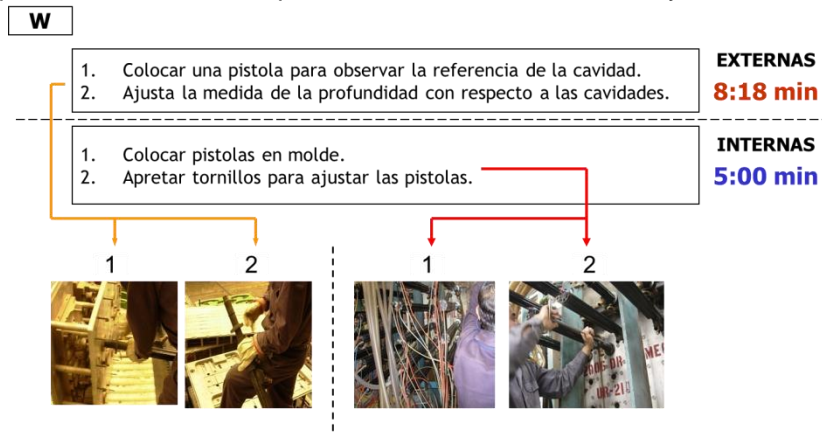 W
1. Colocar una pistola para observar la referencia de la cavidad.
2. Ajusta la medida de la profundidad con respecto a las cavidades.
EXTERNAS
8:18 min
1. Colocar pistolas en molde.
2. Apretar tornillos para ajustar las pistolas.
INTERNAS
5:00 min
1 2 1 2